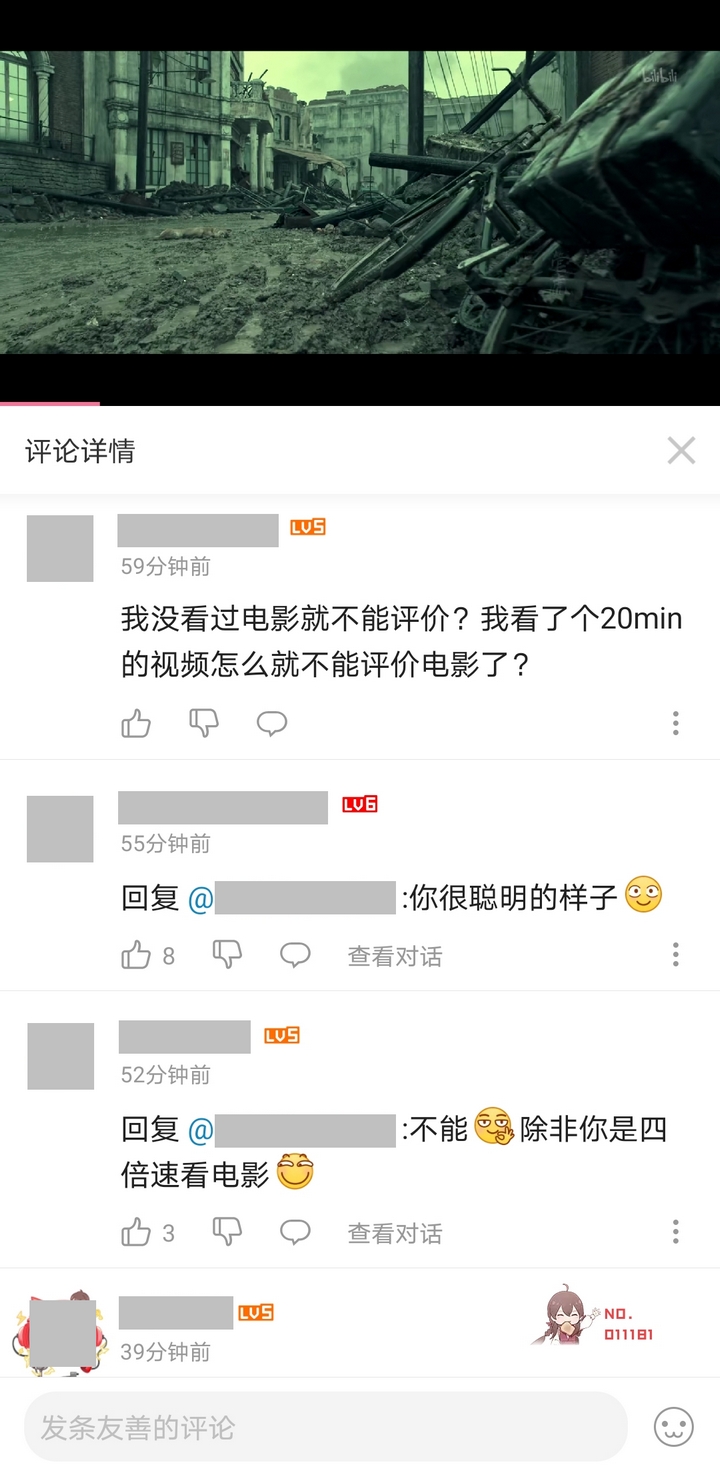 bilibili
评论详情
LV5
59分钟前
我没看过电影就不能评价？我看了个20min
的视频怎么就不能评价电影了？
LV6
55分钟前
回复 @ :你很聪明的样子
8 查看对话
LV5
52分钟前
回复 @ :不能 除非你是四
倍速看电影
3 查看对话
LV5
NO.
011181
39分钟前
发条友善的评论